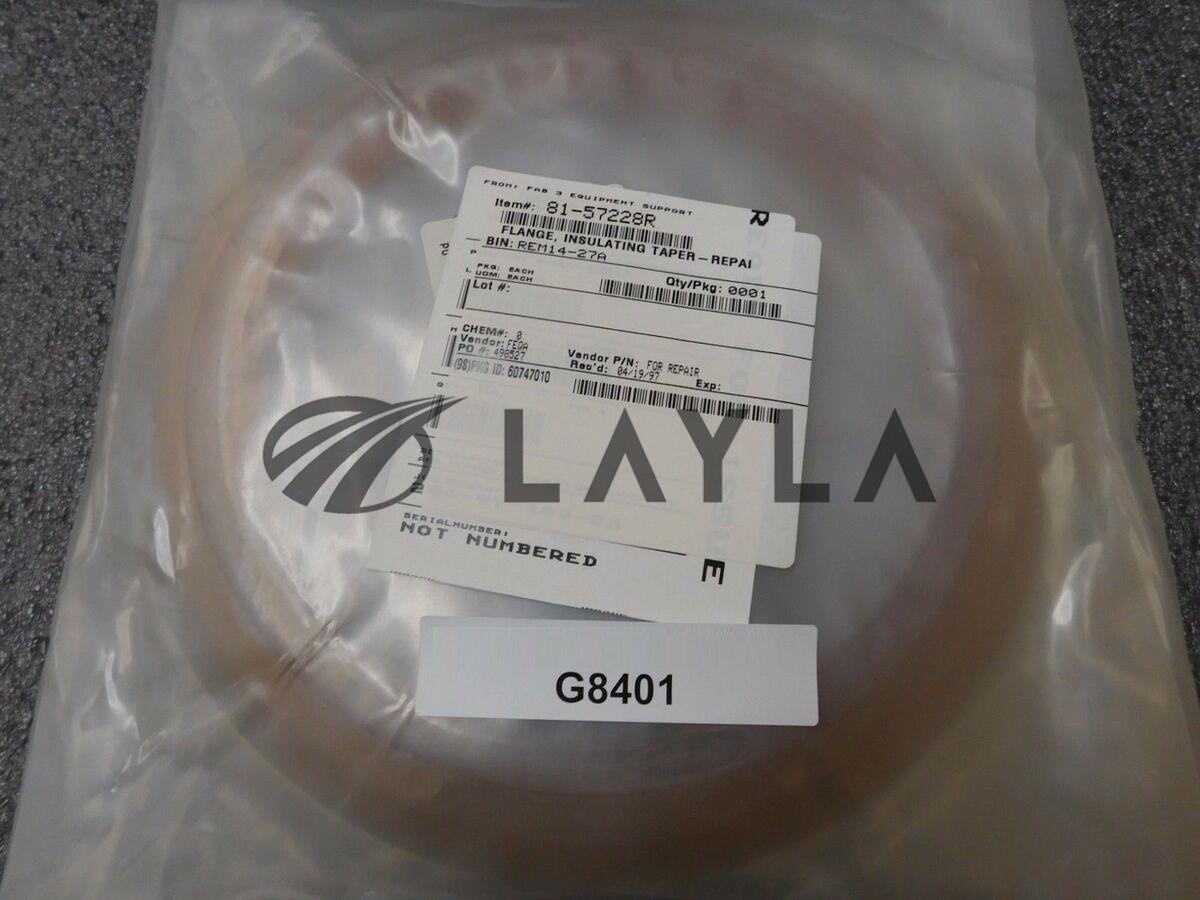 FROM: FAB 3 EQUIPMENT SUPPORT
R
Item#: 81-57228R
FLANGE, INSULATING TAPER-REPAI
BIN: REM14-27A
P
PKG: EACH
L UOM: EACH
Qty/Pkg: 0001
Lot #:
M CHEM#: 0
Vendor: FEQA
PO #: 498527
Vendor P/N: FOR REPAIR
Rec'd: 04/19/97 Exp:
(9S)PKG ID: 60747010
LAYLA
SERIALNUMBER:
NOT NUMBERED
E
G8401